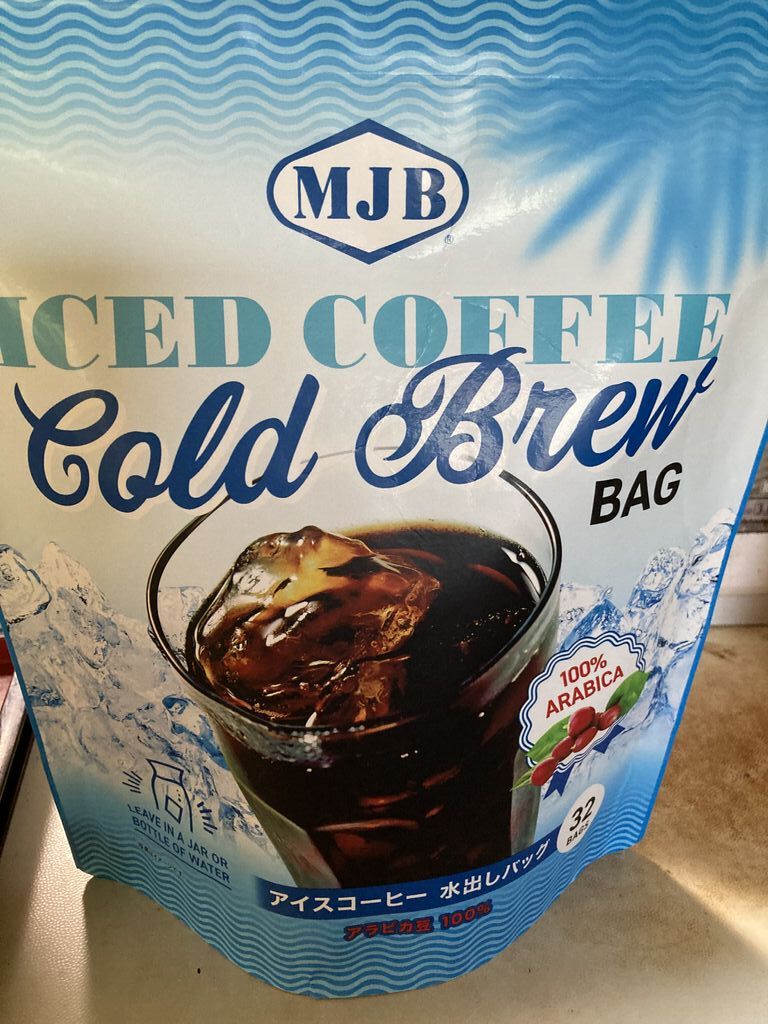 MJB
®
ICED COFFEE
Cold Brew
BAG
100%
ARABICA
LEAVE IN A JAR OR
BOTTLE OF WATER
32
BAGS
アイスコーヒー 水出しバッグ
アラビカ豆 100%